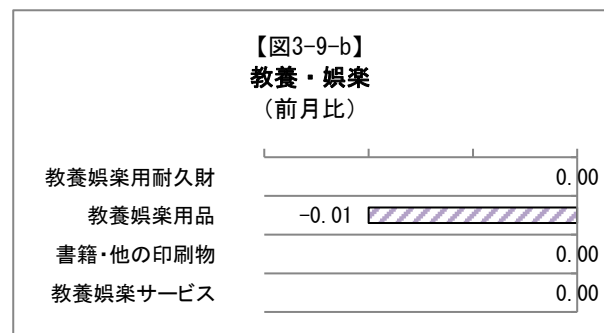 【図3-9-b】
教養・娯楽
（前月比）
教養娯楽用耐久財 0.00
教養娯楽用品 -0.01
書籍・他の印刷物 0.00
教養娯楽サービス 0.00